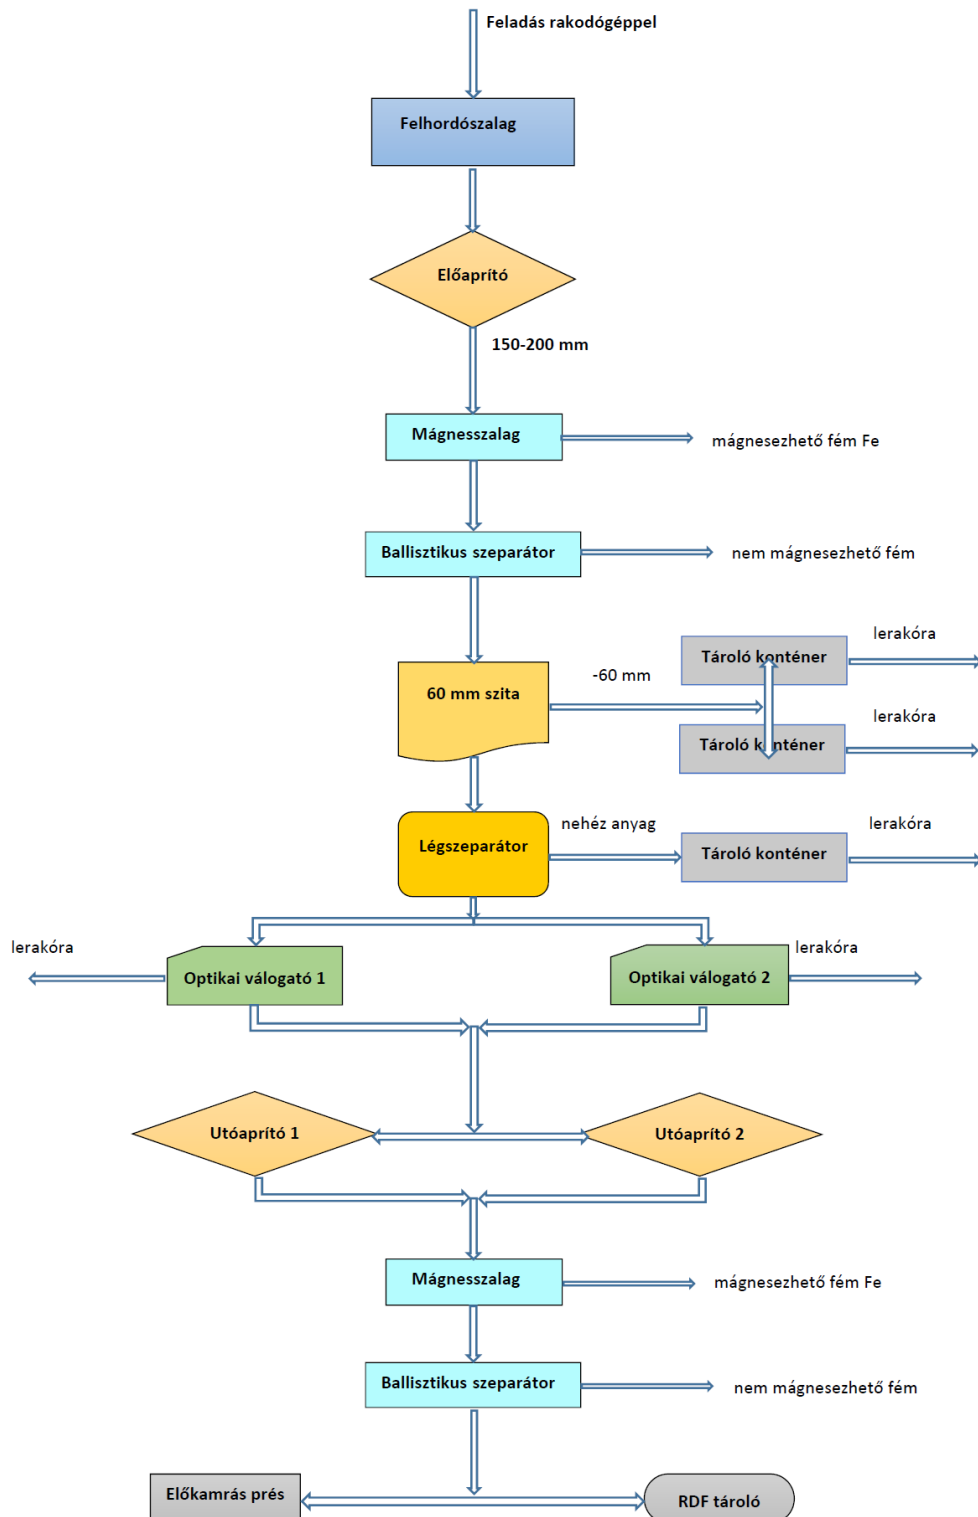 Feladás rakodógéppel
Felhordószalag
Előaprító
150-200 mm
Mágnesszalag
mágnesezhető fém Fe
Ballisztikus szeparátor
nem mágnesezhető fém
lerakóra
Tároló konténer
-60 mm
60 mm szita
lerakóra
Tároló konténer
nehéz anyag
lerakóra
Légszeparátor
Tároló konténer
lerakóra
lerakóra
Optikai válogató 1
Optikai válogató 2
Utóaprító 1
Utóaprító 2
Mágnesszalag
mágnesezhető fém Fe
Ballisztikus szeparátor
nem mágnesezhető fém
Előkamrás prés
RDF tároló